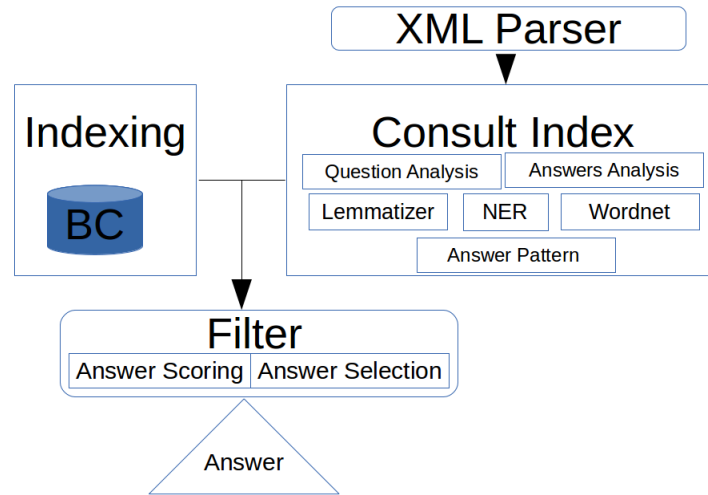 XML Parser
Indexing
BC
Consult Index
Question Analysis
Answers Analysis
Lemmatizer
NER
Wordnet
Answer Pattern
Filter
Answer Scoring
Answer Selection
Answer